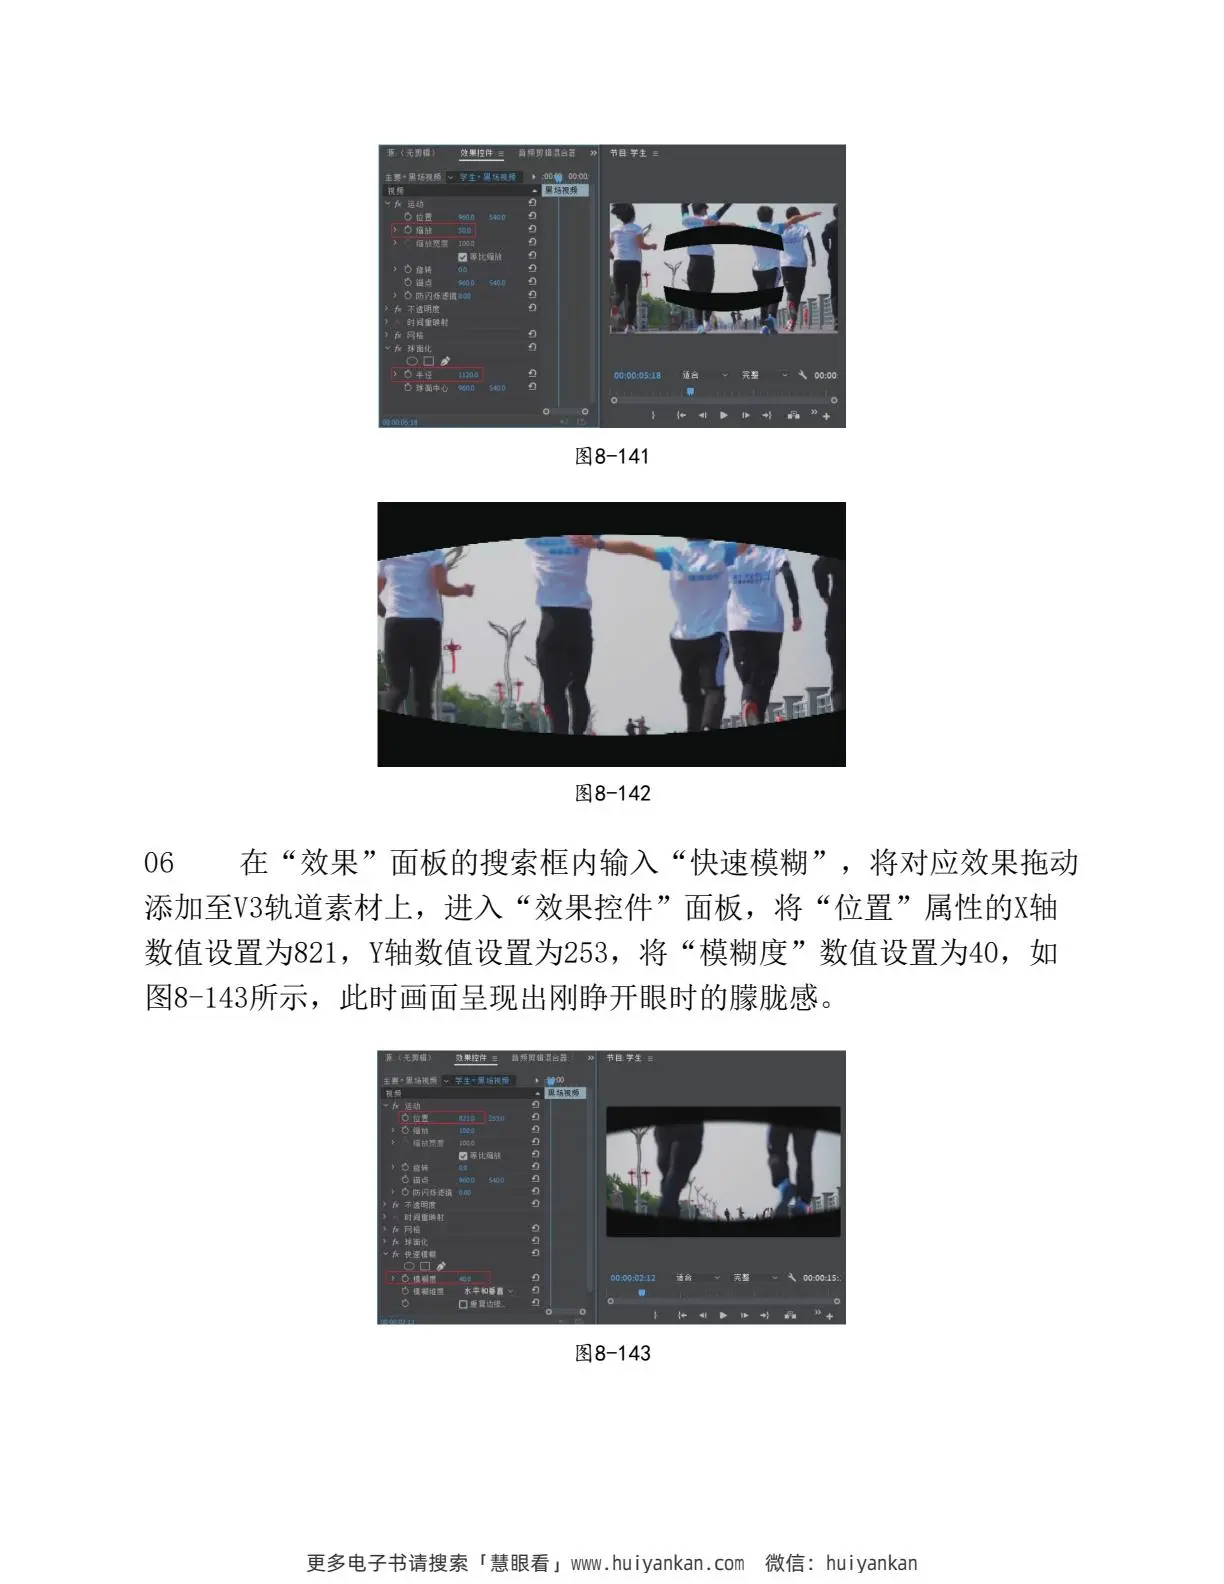 源:（无剪辑）
效果控件
音频剪辑混合器
节目:学生
主要*黑场视频
学生*黑场视频
:00:00 00:00:
视频
黑场视频
fx 运动
位置 960.0 540.0
缩放 50.0
缩放宽度 100.0
等比缩放
旋转 0.0
锚点 960.0 540.0
防闪烁滤镜 0.00
fx 不透明度
时间重映射
fx 网格
fx 球面化
半径 1120.0
球面中心 960.0 540.0
00:00:05:18
00:00:05:18 适合 完整 00:00:
图8-141
图8-142
06 在“效果”面板的搜索框内输入“快速模糊”，将对应效果拖动
添加至V3轨道素材上，进入“效果控件”面板，将“位置”属性的X轴
数值设置为821，Y轴数值设置为253，将“模糊度”数值设置为40，如
图8-143所示，此时画面呈现出刚睁开眼时的朦胧感。
源:（无剪辑）
效果控件
音频剪辑混合器:
节目:学生
主要*黑场视频
学生*黑场视频
:00:00
视频
黑场视频
fx 运动
位置 821.0 253.0
缩放 100.0
缩放宽度 100.0
等比缩放
旋转 0.0
锚点 960.0 540.0
防闪烁滤镜 0.00
fx 不透明度
时间重映射
fx 网格
fx 球面化
fx 快速模糊
模糊度 40.0
模糊维度 水平和垂直
重复边缘..
00:00:02:12
00:00:02:12 适合 完整 00:00:15:
图8-143
更多电子书请搜索「慧眼看」www.huiyankan.com 微信：huiyankan